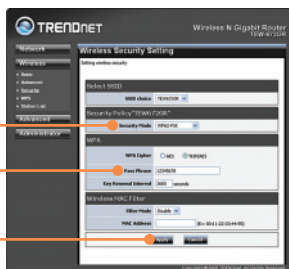 TRENDNET
Wireless N Gigabit Router
TEW-672GR
Network
Wireless
Basic
Advanced
Security
WPS
Station List
Advanced
Administrator
Wireless Security Setting
Setting wireless security
Select SSID
SSID choice TEW672GR
Security Policy"TEW672GR"
Security Mode WPA2-PSK
WPA
WPA Cipher AES TKIP/AES
Pass Phrase 12345678
Key Renewal Interval 3600 seconds
Wireless MAC Filter
Filter Mode Disable
MAC Address (Ex: 00:11:22:33:44:55)
Apply Cancel